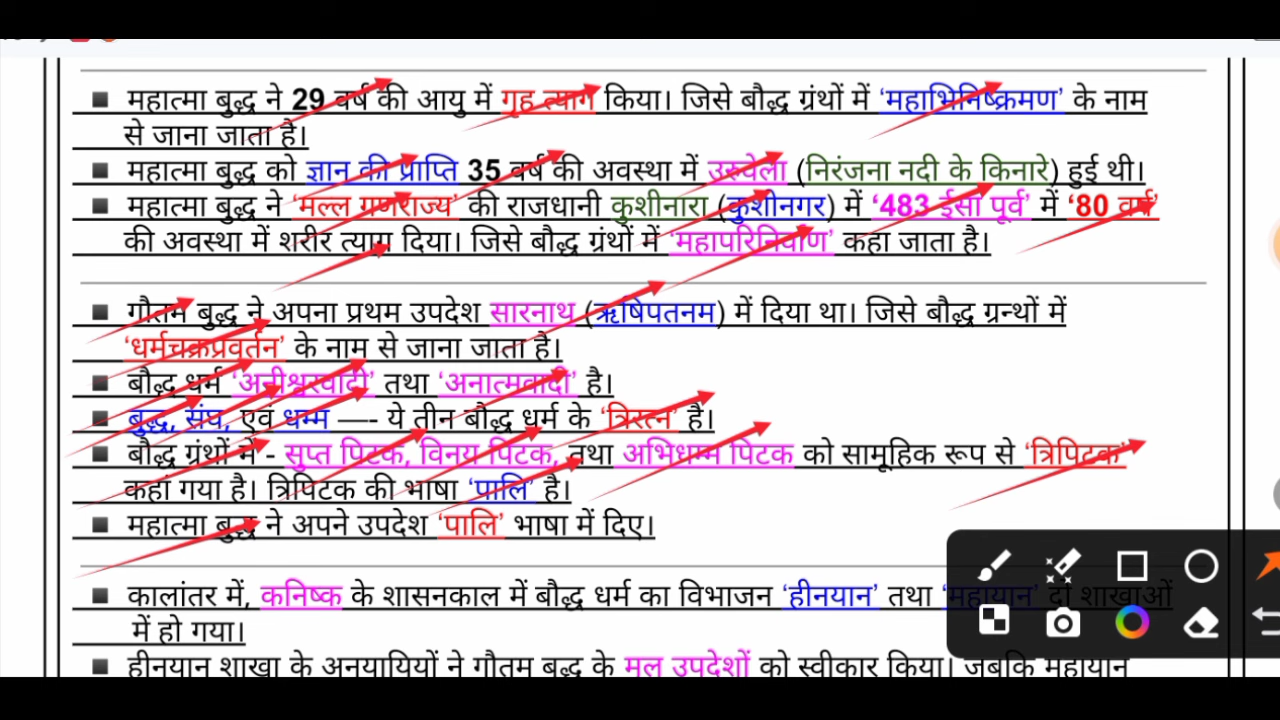 ▪ महात्मा बुद्ध ने 29 वर्ष की आयु में गृह त्याग किया। जिसे बौद्ध ग्रंथों में ‘महाभिनिष्क्रमण’ के नाम
से जाना जाता है।
▪ महात्मा बुद्ध को ज्ञान की प्राप्ति 35 वर्ष की अवस्था में उरुवेला (निरंजना नदी के किनारे) हुई थी।
▪ महात्मा बुद्ध ने ‘मल्ल गणराज्य’ की राजधानी कुशीनारा (कुशीनगर) में ‘483 ईसा पूर्व’ में ‘80 वर्ष’
की अवस्था में शरीर त्याग दिया। जिसे बौद्ध ग्रंथों में ‘महापरिनिर्वाण’ कहा जाता है।
▪ गौतम बुद्ध ने अपना प्रथम उपदेश सारनाथ (ऋषिपतनम) में दिया था। जिसे बौद्ध ग्रन्थों में
‘धर्मचक्रप्रवर्तन’ के नाम से जाना जाता है।
▪ बौद्ध धर्म ‘अनीश्वरवादी’ तथा ‘अनात्मवादी’ है।
▪ बुद्ध, संघ, एवं धम्म —- ये तीन बौद्ध धर्म के ‘त्रिरत्न’ है।
▪ बौद्ध ग्रंथों में - सुप्त पिटक, विनय पिटक, तथा अभिधम्म पिटक को सामूहिक रूप से ‘त्रिपिटक’
कहा गया है। त्रिपिटक की भाषा ‘पालि’ है।
▪ महात्मा बुद्ध ने अपने उपदेश ‘पालि’ भाषा में दिए।
▪ कालांतर में, कनिष्क के शासनकाल में बौद्ध धर्म का विभाजन ‘हीनयान’ तथा ‘महायान’ दो शाखाओं
में हो गया।
▪ हीनयान शाखा के अनुयायियों ने गौतम बुद्ध के मूल उपदेशों को स्वीकार किया। जबकि महायान